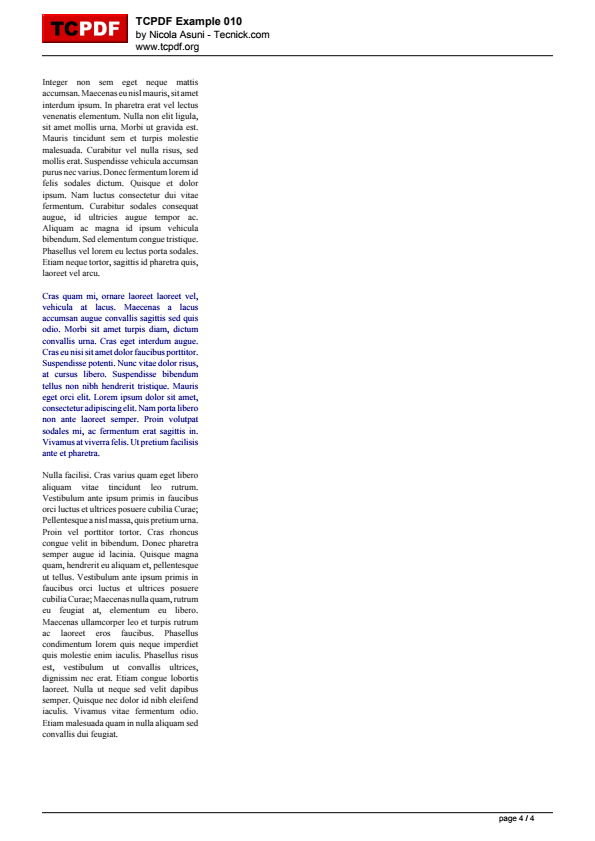 TCPDF
TCPDF Example 010
by Nicola Asuni - Tecnick.com
www.tcpdf.org
Integer non sem eget neque mattis
accumsan. Maecenas eu nisl mauris, sit amet
interdum ipsum. In pharetra erat vel lectus
venenatis elementum. Nulla non elit ligula,
sit amet mollis urna. Morbi ut gravida est.
Mauris tincidunt sem et turpis molestie
malesuada. Curabitur vel nulla risus, sed
mollis erat. Suspendisse vehicula accumsan
purus nec varius. Donec fermentum lorem id
felis sodales dictum. Quisque et dolor
ipsum. Nam luctus consectetur dui vitae
fermentum. Curabitur sodales consequat
augue, id ultricies augue tempor ac.
Aliquam ac magna id ipsum vehicula
bibendum. Sed elementum congue tristique.
Phasellus vel lorem eu lectus porta sodales.
Etiam neque tortor, sagittis id pharetra quis,
laoreet vel arcu.
Cras quam mi, ornare laoreet laoreet vel,
vehicula at lacus. Maecenas a lacus
accumsan augue convallis sagittis sed quis
odio. Morbi sit amet turpis diam, dictum
convallis urna. Cras eget interdum augue.
Cras eu nisi sit amet dolor faucibus porttitor.
Suspendisse potenti. Nunc vitae dolor risus,
at cursus libero. Suspendisse bibendum
tellus non nibh hendrerit tristique. Mauris
eget orci elit. Lorem ipsum dolor sit amet,
consectetur adipiscing elit. Nam porta libero
non ante laoreet semper. Proin volutpat
sodales mi, ac fermentum erat sagittis in.
Vivamus at viverra felis. Ut pretium facilisis
ante et pharetra.
Nulla facilisi. Cras varius quam eget libero
aliquam vitae tincidunt leo rutrum.
Vestibulum ante ipsum primis in faucibus
orci luctus et ultrices posuere cubilia Curae;
Pellentesque a nisl massa, quis pretium urna.
Proin vel porttitor tortor. Cras rhoncus
congue velit in bibendum. Donec pharetra
semper augue id lacinia. Quisque magna
quam, hendrerit eu aliquam et, pellentesque
ut tellus. Vestibulum ante ipsum primis in
faucibus orci luctus et ultrices posuere
cubilia Curae; Maecenas nulla quam, rutrum
eu feugiat at, elementum eu libero.
Maecenas ullamcorper leo et turpis rutrum
ac laoreet eros faucibus. Phasellus
condimentum lorem quis neque imperdiet
quis molestie enim iaculis. Phasellus risus
est, vestibulum ut convallis ultrices,
dignissim nec erat. Etiam congue lobortis
laoreet. Nulla ut neque sed velit dapibus
semper. Quisque nec dolor id nibh eleifend
iaculis. Vivamus vitae fermentum odio.
Etiam malesuada quam in nulla aliquam sed
convallis dui feugiat.
page 4 / 4